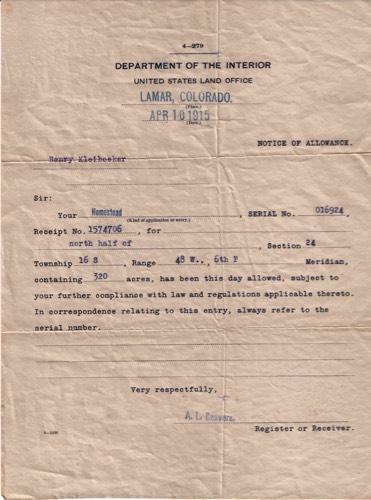 4—279
DEPARTMENT OF THE INTERIOR
UNITED STATES LAND OFFICE
LAMAR, COLORADO,
(Place.)
APR 10 1915
(Date.)
NOTICE OF ALLOWANCE.
Henry Kleibecker
Sir:
Your Homestead, SERIAL No. 016924,
(Kind of application or entry.)
Receipt No. 1574706, for
north half of, Section 24
Township 16 S, Range 48 W., 6th P Meridian,
containing 320 acres, has been this day allowed, subject to
your further compliance with law and regulations applicable thereto.
In correspondence relating to this entry, always refer to the
serial number.
Very respectfully,
A. L.
Register or Receiver.